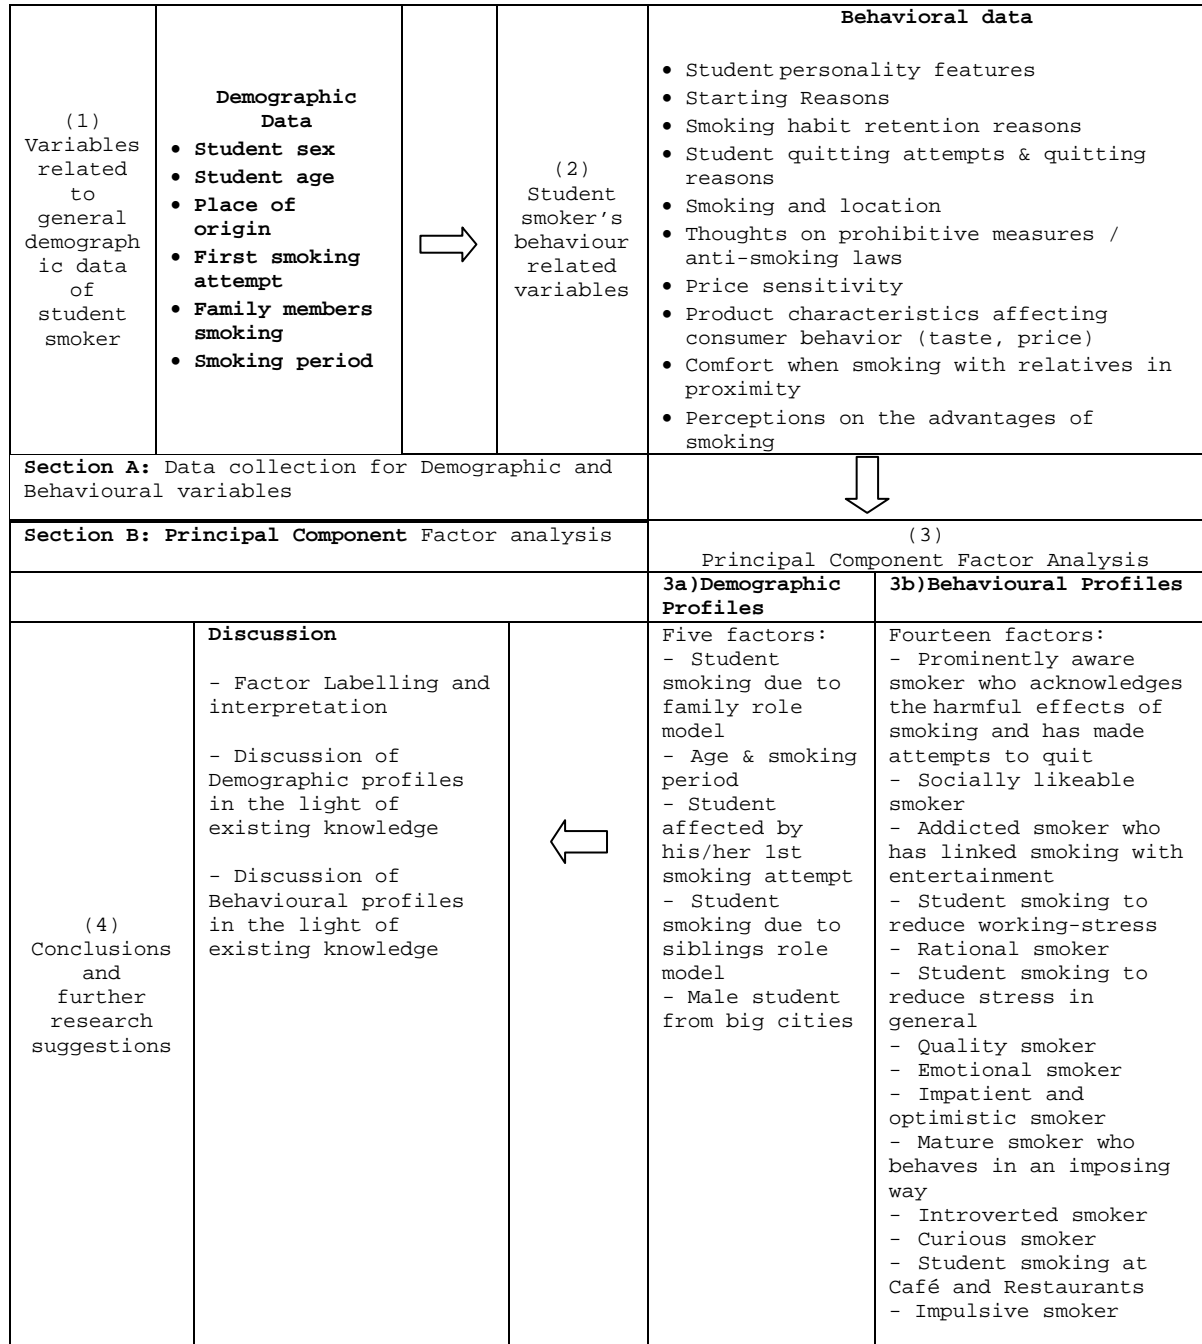 (1)
Variables
related
to
general
demograph
ic data
of
student
smoker
Demographic
Data
• Student sex
• Student age
• Place of
origin
• First smoking
attempt
• Family members
smoking
• Smoking period
(2)
Student
smoker’s
behaviour
related
variables
Behavioral data
• Student personality features
• Starting Reasons
• Smoking habit retention reasons
• Student quitting attempts & quitting
reasons
• Smoking and location
• Thoughts on prohibitive measures /
anti-smoking laws
• Price sensitivity
• Product characteristics affecting
consumer behavior (taste, price)
• Comfort when smoking with relatives in
proximity
• Perceptions on the advantages of
smoking
Section A: Data collection for Demographic and
Behavioural variables
Section B: Principal Component Factor analysis
(3)
Principal Component Factor Analysis
3a)Demographic
Profiles
3b)Behavioural Profiles
(4)
Conclusions
and
further
research
suggestions
Discussion
- Factor Labelling and
interpretation
- Discussion of
Demographic profiles
in the light of
existing knowledge
- Discussion of
Behavioural profiles
in the light of
existing knowledge
Five factors:
- Student
smoking due to
family role
model
- Age & smoking
period
- Student
affected by
his/her 1st
smoking attempt
- Student
smoking due to
siblings role
model
- Male student
from big cities
Fourteen factors:
- Prominently aware
smoker who acknowledges
the harmful effects of
smoking and has made
attempts to quit
- Socially likeable
smoker
- Addicted smoker who
has linked smoking with
entertainment
- Student smoking to
reduce working-stress
- Rational smoker
- Student smoking to
reduce stress in
general
- Quality smoker
- Emotional smoker
- Impatient and
optimistic smoker
- Mature smoker who
behaves in an imposing
way
- Introverted smoker
- Curious smoker
- Student smoking at
Café and Restaurants
- Impulsive smoker